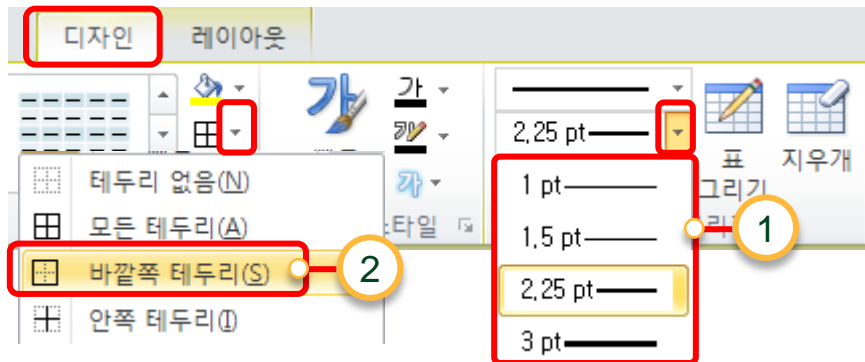 디자인 레이아웃
가
가
2,25 pt
가
표
그리기
지우개
가
타일
테두리 없음(N)
모든 테두리(A)
바깥쪽 테두리(S)
안쪽 테두리(I)
1 pt
1,5 pt
2,25 pt
3 pt
1
2